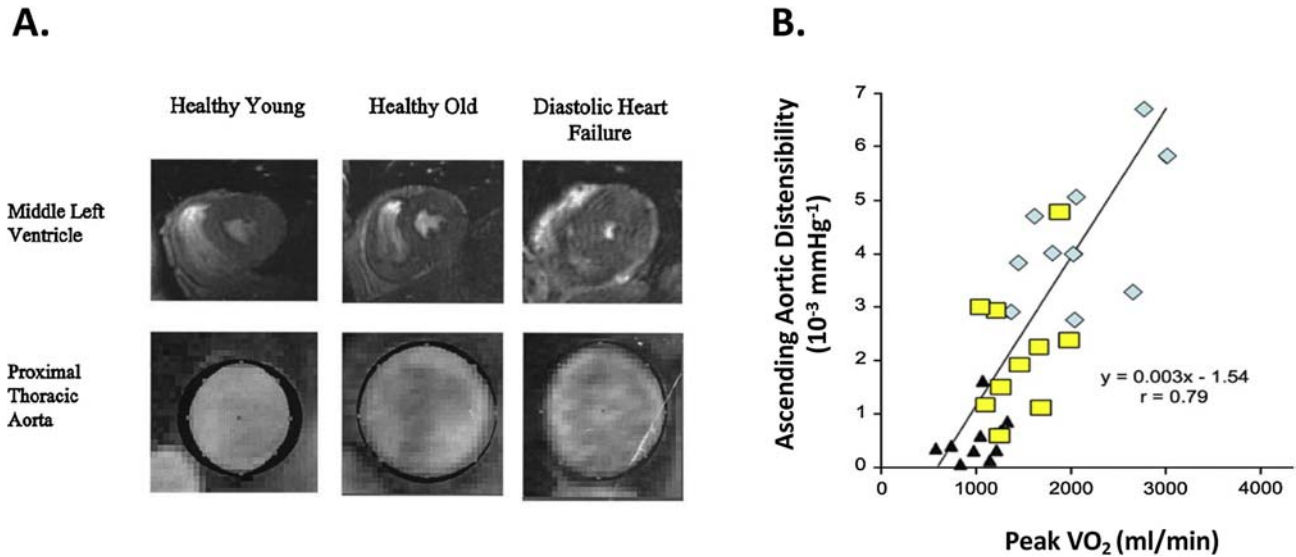 A.
Healthy Young
Healthy Old
Diastolic Heart
Failure
Middle Left
Ventricle
Proximal
Thoracic
Aorta
B.
Ascending Aortic Distensibility
(10⁻³ mmHg⁻¹)
7
6
5
4
3
2
1
0
y = 0.003x - 1.54
r = 0.79
0 1000 2000 3000 4000
Peak VO₂ (ml/min)